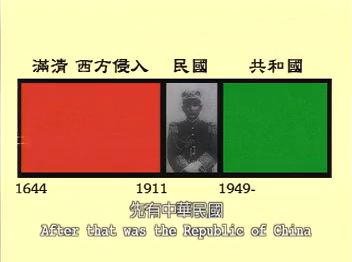 滿清 西方侵入 民國 共和國
1644 1911 1949-
先有中華民國
After that was the Republic of China